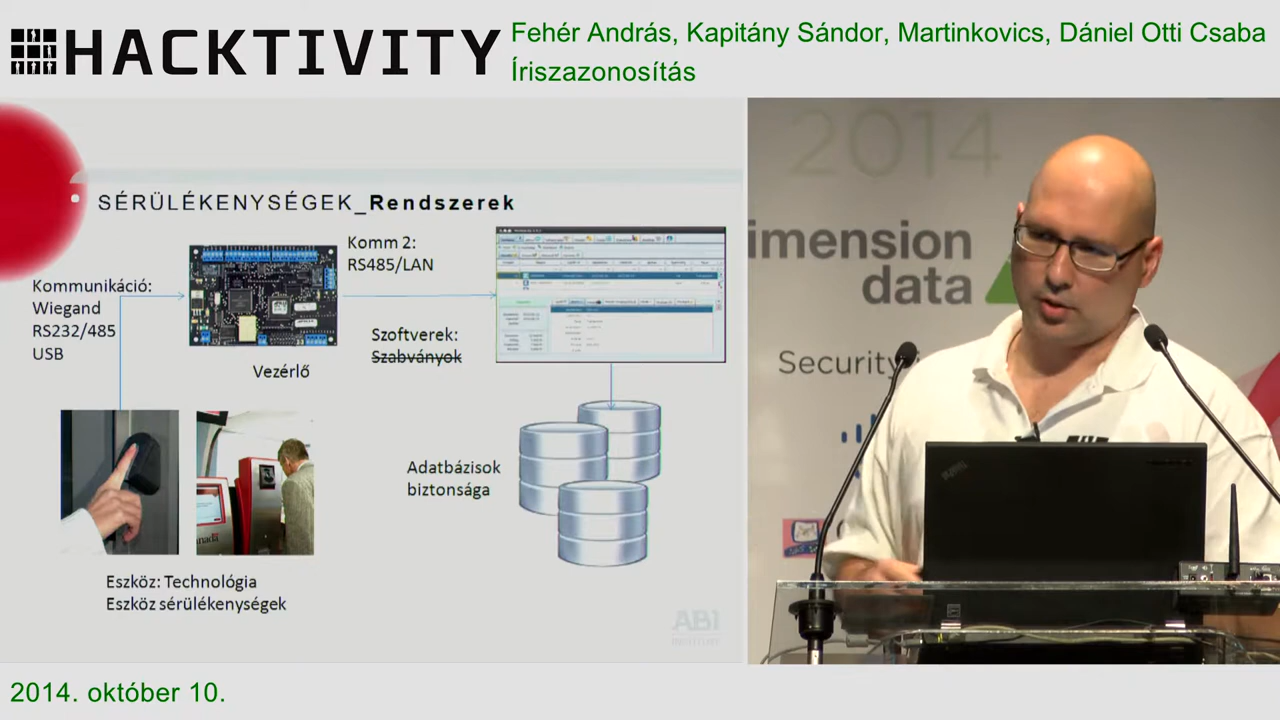 HACKTIVITY
Fehér András, Kapitány Sándor, Martinkovics, Dániel Otti Csaba
Íriszazonosítás
SÉRÜLÉKENYSÉGEK_Rendszerek
Kommunikáció:
Wiegand
RS232/485
USB
Vezérlő
Komm 2:
RS485/LAN
Szoftverek:
Szabványok
Adatbázisok
biztonsága
Eszköz: Technológia
Eszköz sérülékenységek
ABI
2014
imension
data
Security
2014. október 10.